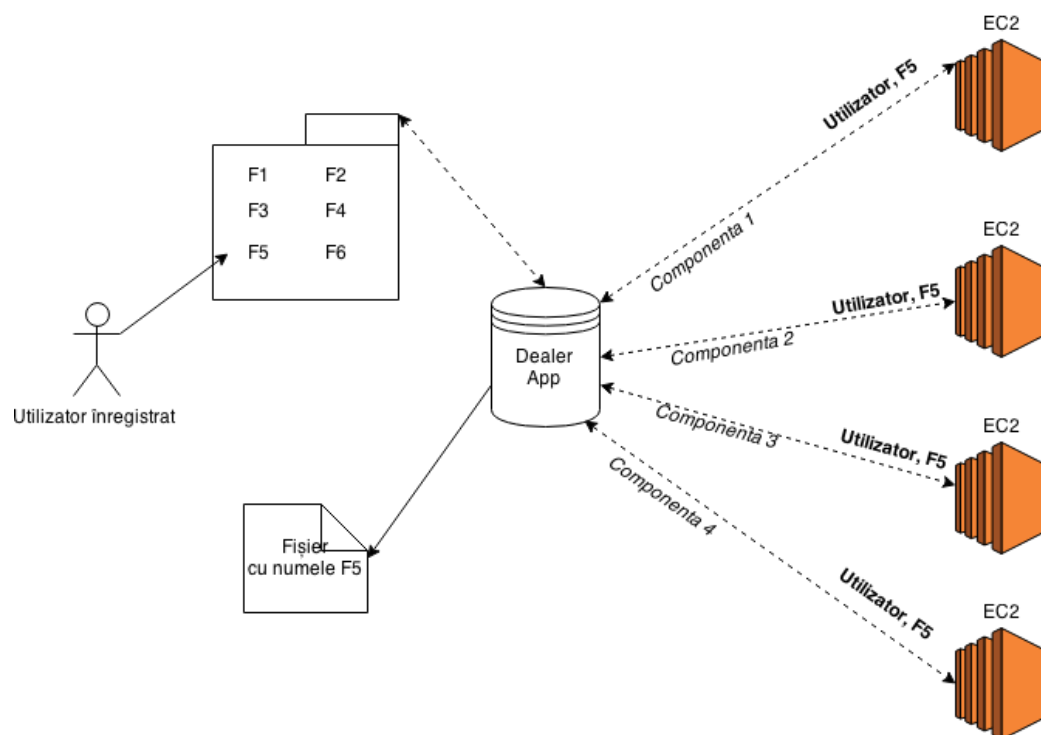 EC2
Utilizator, F5
F1 F2
F3 F4
F5 F6
Componenta 1
EC2
Utilizator, F5
Componenta 2
Dealer
App
Utilizator înregistrat
Componenta 3
Utilizator, F5
EC2
Componenta 4
Fișier
cu numele F5
Utilizator, F5
EC2